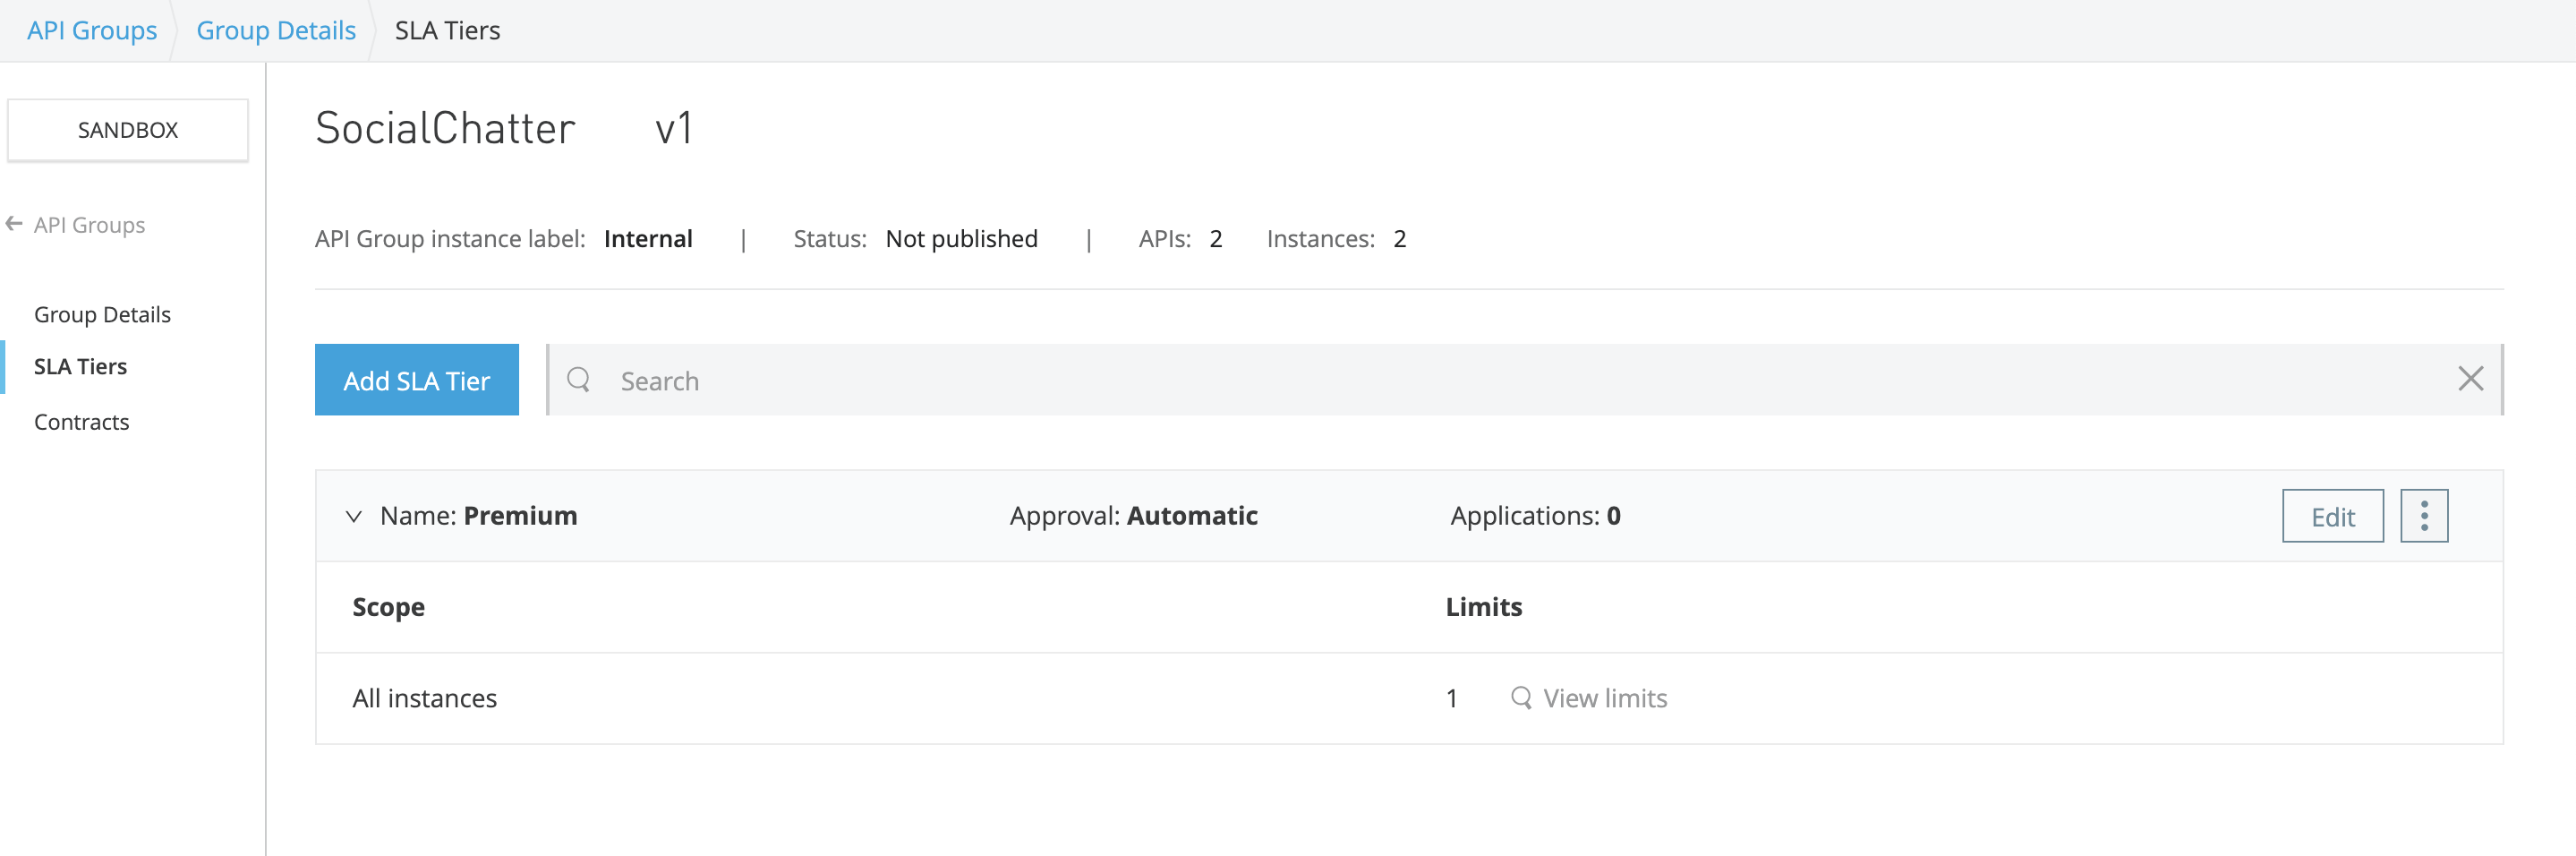 API Groups Group Details SLA Tiers
SANDBOX
API Groups
Group Details
SLA Tiers
Contracts
SocialChatter v1
API Group instance label: Internal | Status: Not published | APIs: 2 Instances: 2
Add SLA Tier Search
Name: Premium Approval: Automatic Applications: 0 Edit
Scope Limits
All instances 1 View limits